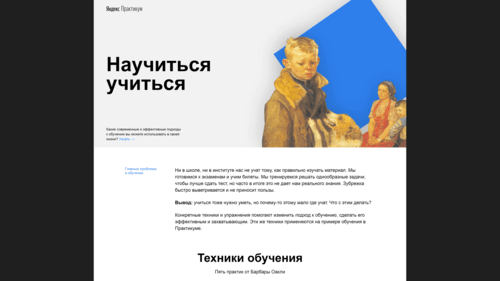 Яндекс Практикум
Научиться
учиться
Какие современные и эффективные подходы
к обучению вы можете использовать в своей
жизни? Узнать →
Главные проблемы
в обучении
Ни в школе, ни в институте нас не учат тому, как правильно изучать материал. Мы
готовимся к экзаменам и учим билеты. Мы тренируемся решать однообразные задачи,
чтобы лучше сдать тест, но часто в итоге это не дает нам реального знания. Зубрежка
быстро выветривается и не приносит пользы.
Вывод: учиться тоже нужно уметь, но почему-то этому мало где учат. Что с этим делать?
Конкретные техники и упражнения помогают изменить подход к обучению, сделать его
эффективным и захватывающим. Эти же техники применяются на примере обучения в
Практикуме.
Техники обучения
Пять практик от Барбары Оакли